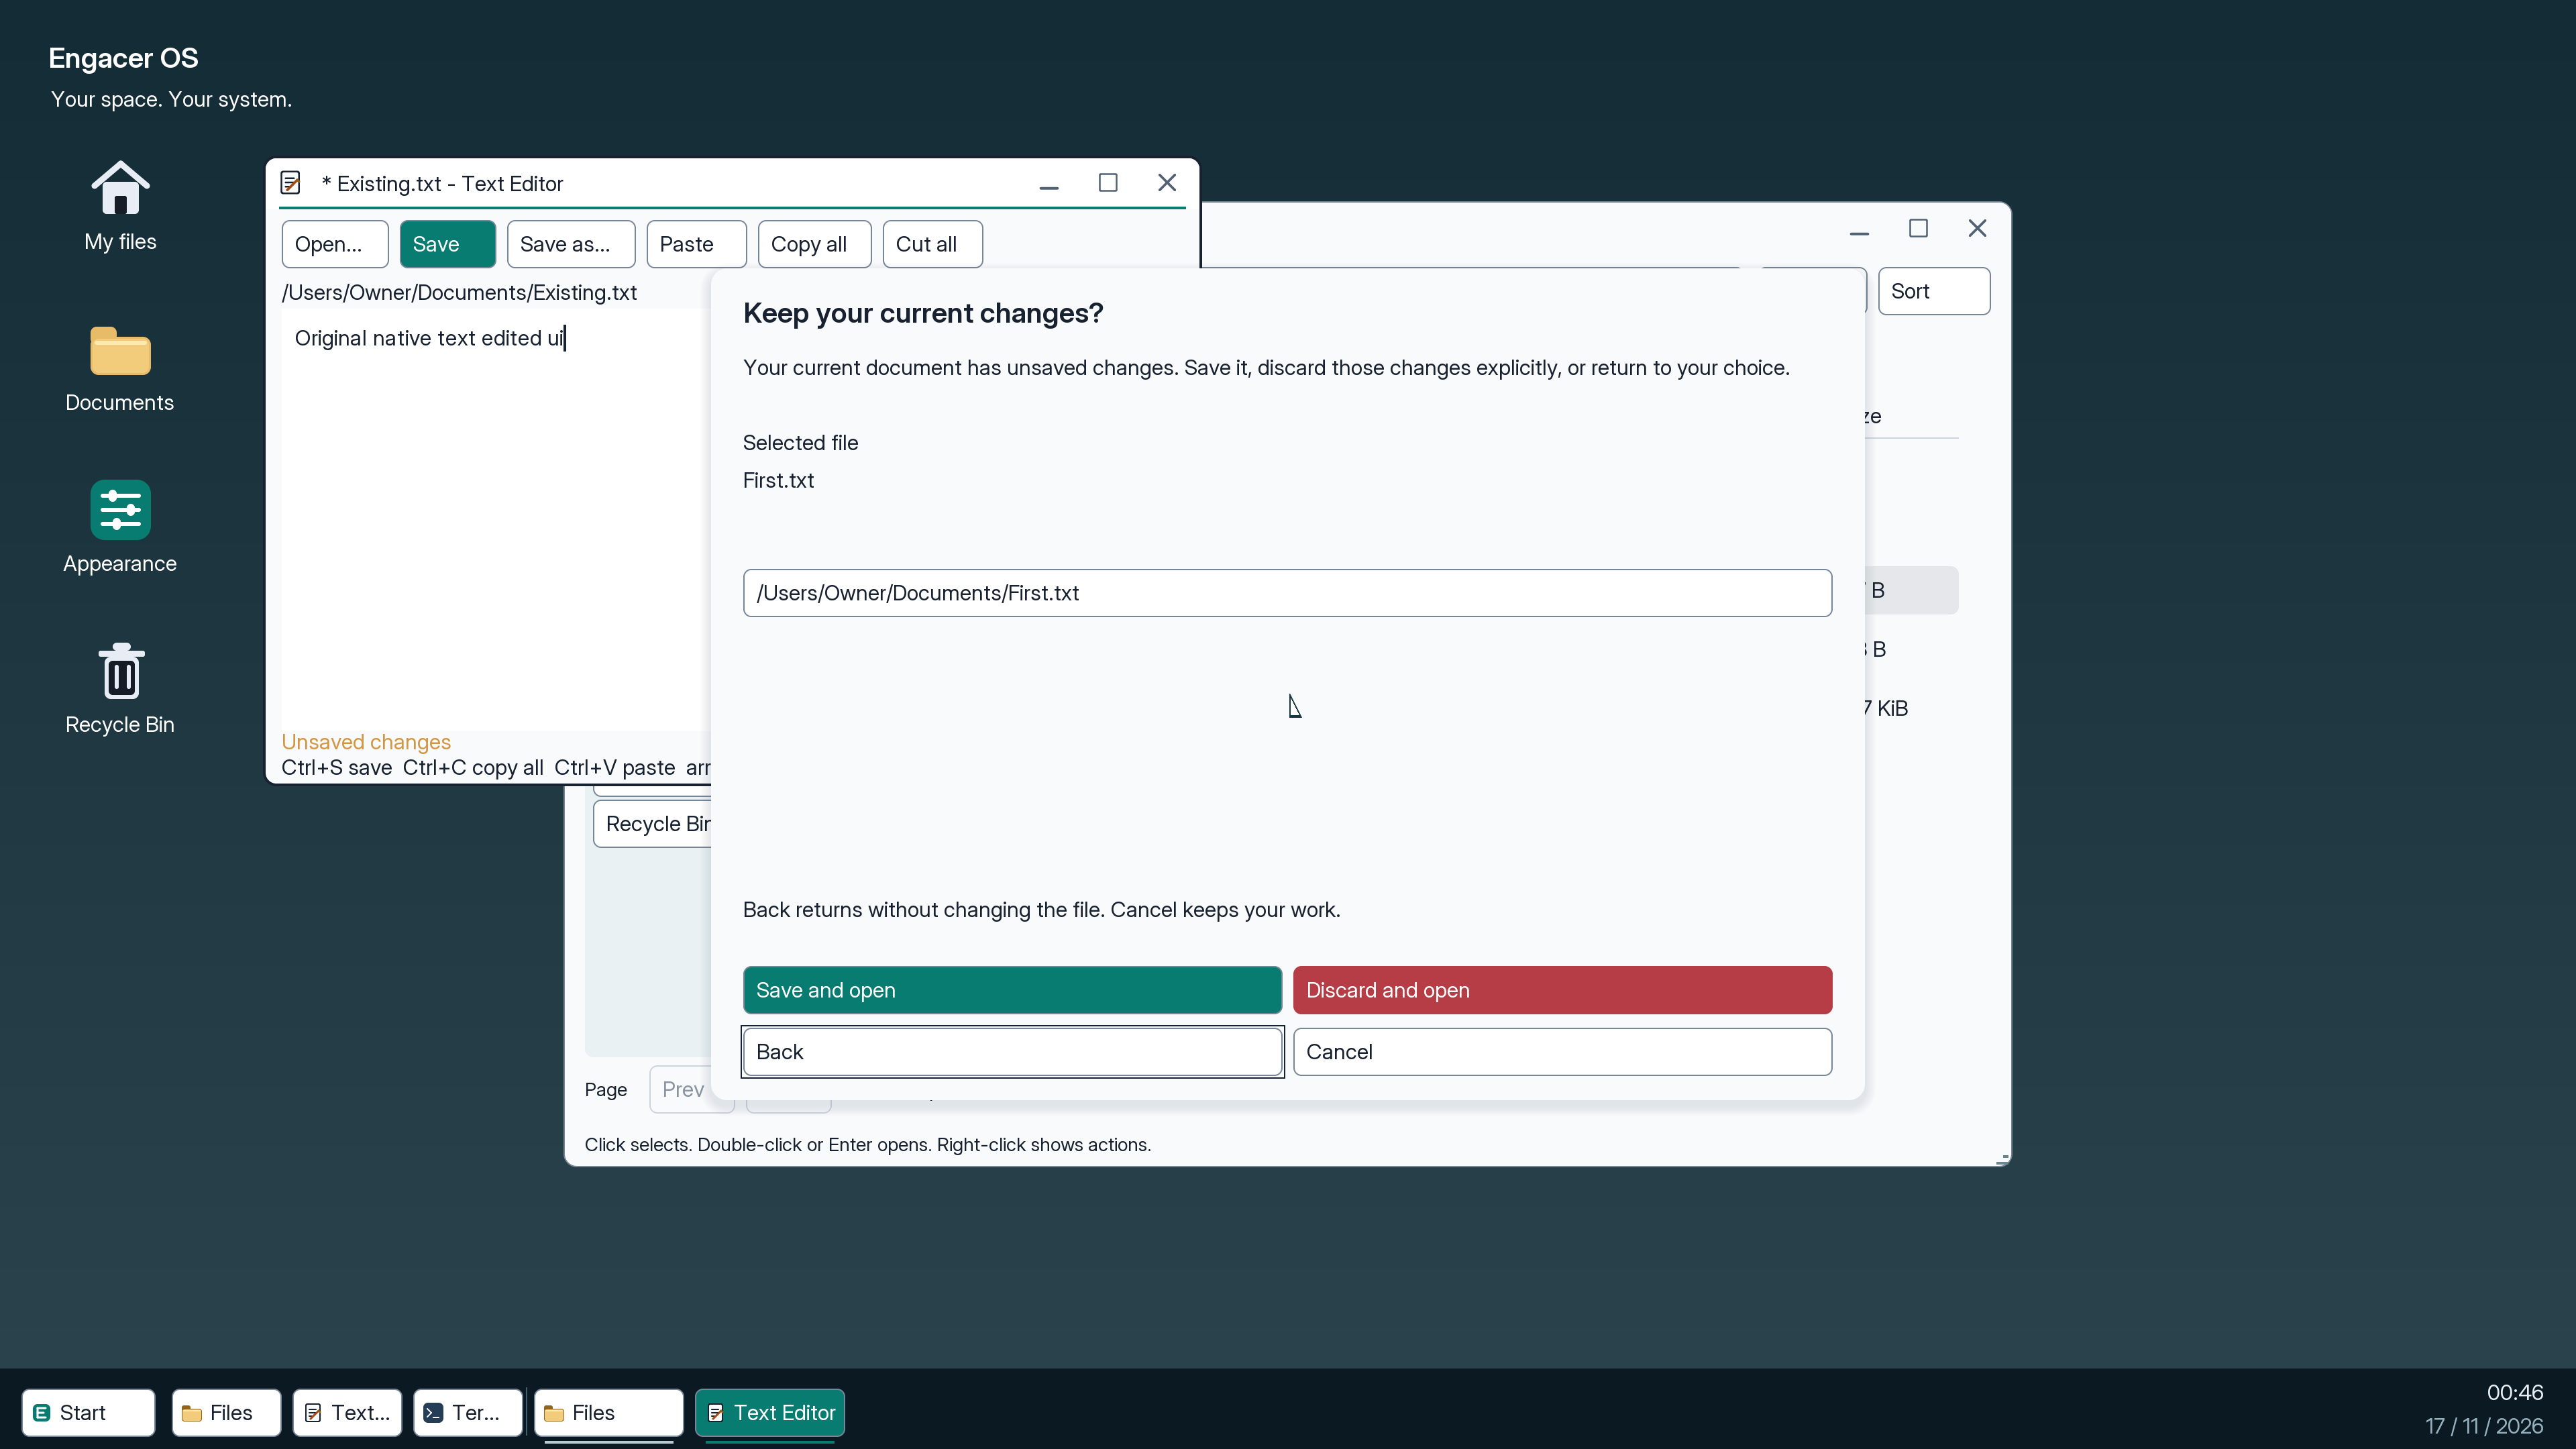 Engacer OS
Your space. Your system.
My files
Documents
Appearance
Recycle Bin
* Existing.txt - Text Editor
Open...
Save
Save as...
Paste
Copy all
Cut all
/Users/Owner/Documents/Existing.txt
Original native text edited ui
Unsaved changes
Ctrl+S save  Ctrl+C copy all  Ctrl+V paste
Sort
Keep your current changes?
Your current document has unsaved changes. Save it, discard those changes explicitly, or return to your choice.
Selected file
First.txt
/Users/Owner/Documents/First.txt
B
B
7 KiB
Back returns without changing the file. Cancel keeps your work.
Save and open
Discard and open
Back
Cancel
Recycle Bin
Page
Prev
Click selects. Double-click or Enter opens. Right-click shows actions.
Start
Files
Text...
Ter...
Files
Text Editor
00:46
17 / 11 / 2026